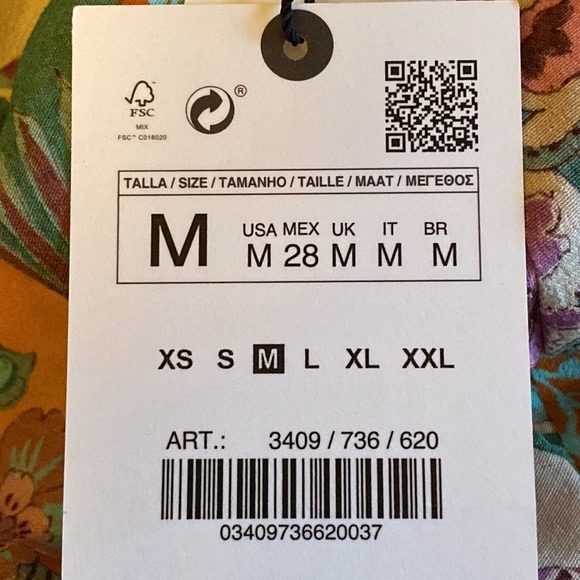 FSC
MIX
FSC™ C018020
®
TALLA / SIZE / TAMANHO / TAILLE / MAAT / ΜΕΓΕΘΟΣ
M
USA MEX UK IT BR
M 28 M M M
XS S M L XL XXL
ART.: 3409 / 736 / 620
03409736620037